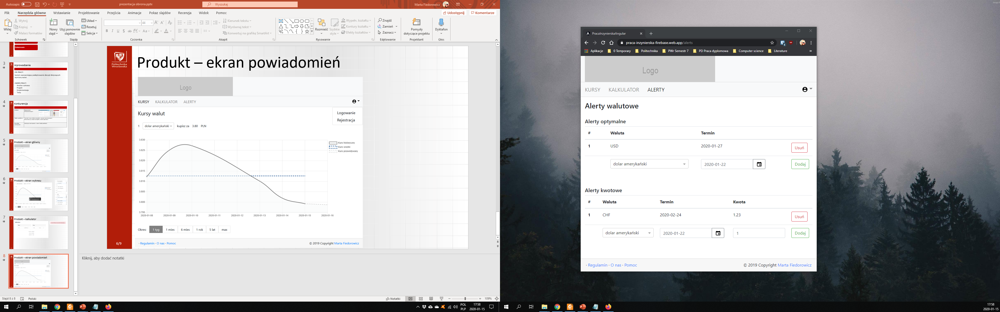 Autozapis
prezentacja obrona.pptx
Wyszukaj
Marta Fiedorowicz
Plik
Narzędzia główne
Wstawianie
Projektowanie
Przejścia
Animacje
Pokaz slajdów
Recenzja
Widok
Pomoc
Udostępnij
Komentarze
Wklej
Wytnij
Kopiuj
Malarz formatów
Schowek
Nowy slajd
Użyj ponownie slajdów
Układ
Resetuj
Sekcja
Slajdy
44
Czcionka
Kierunek tekstu
Wyrównaj tekst
Konwertuj na grafikę SmartArt
Akapit
Rozmieść
Szybkie style
Wypełn. kształtu
Kontury kształtu
Efekty kształtów
Rysowanie
Znajdź
Zamień
Zaznacz
Edytowanie
Pomysły dotyczące projektu
Projektant
Dyktafon
Głos
3
Wprowadzenie
CEL PRACY:
System usprawniający podejmowanie decyzji dotyczących
wymiany walut.
ZAKRES PRACY:
Analiza rynkowa
Projekt
Implementacja
Testy
4
Konkurencja
5
Produkt – ekran główny
6
Produkt – ekran wykresu
7
Produkt – kalkulator
8
Produkt – ekran powiadomień
Politechnika
Wrocławska
Produkt – ekran powiadomień
Logo
KURSY KALKULATOR ALERTY
Kursy walut
Logowanie
Rejestracja
1 dolar amerykański kupisz za 3.80 PLN
Kurs historyczny
Kurs średni
Kurs przewidywany
3.830
3.825
3.820
3.815
3.810
3.805
3.800
3.795
2020-01-08 2020-01-09 2020-01-10 2020-01-11 2020-01-12 2020-01-13 2020-01-14 2020-01-15 2020-01-16
Okres: 1 tyg 1 mies 6 mies 1 rok 5 lat max
· Regulamin · O nas · Pomoc
© 2019 Copyright Marta Fiedorowicz
6/9
Kliknij, aby dodać notatki
Slajd 8 z 8
Polski
Notatki
109%
POL
PLP
17:58
2020-01-15
PracaInzynierskaAngular
praca-inzynierska-firebase.web.app/alerts
Aplikacje
0 Temporary
Politechnika
PWr Semestr 7
PD Praca dyplomowa
Computer science
Literature
Logo
KURSY KALKULATOR ALERTY
Alerty walutowe
Alerty optymalne
# Waluta Termin
1 USD 2020-01-27 Usuń
dolar amerykański 2020-01-22 Dodaj
Alerty kwotowe
# Waluta Termin Kwota
1 CHF 2020-02-24 1.23 Usuń
dolar amerykański 2020-01-22 1 Dodaj
· Regulamin · O nas · Pomoc
© 2019 Copyright Marta Fiedorowicz
17:58
2020-01-15